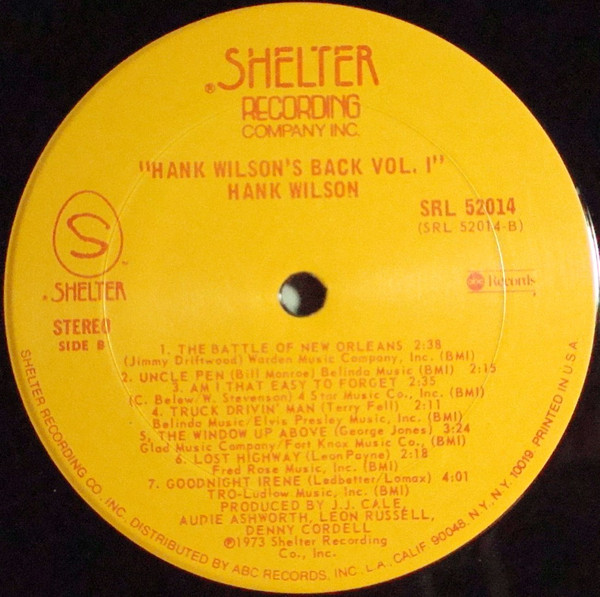 ®SHELTER
RECORDING
COMPANY INC.
"HANK WILSON'S BACK VOL. I"
HANK WILSON
SRL 52014
(SRL 52014-B)
S
™
.SHELTER
abc Records
STEREO
SIDE B
1. THE BATTLE OF NEW ORLEANS 2:38
(Jimmy Driftwood) Warden Music Company, Inc. (BMI)
2. UNCLE PEN (Bill Monroe) Belinda Music (BMI) 2:15
3. AM I THAT EASY TO FORGET 2:35
(C. Belew/W. Stevenson) 4 Star Music Co., Inc. (BMI)
4. TRUCK DRIVIN' MAN (Terry Fell) 2:11
Belinda Music/Elvis Presley Music, Inc. (BMI)
5. THE WINDOW UP ABOVE (George Jones) 3:24
Glad Music Company/Fort Knox Music Co. (BMI)
6. LOST HIGHWAY (Leon Payne) 2:18
Fred Rose Music, Inc. (BMI)
7. GOODNIGHT IRENE (Ledbetter/Lomax) 4:01
TRO-Ludlow Music, Inc. (BMI)
PRODUCED BY J.J. CALE,
AUDIE ASHWORTH, LEON RUSSELL,
DENNY CORDELL
℗1973 Shelter Recording
Co., Inc.
SHELTER RECORDING CO., INC. DISTRIBUTED BY ABC RECORDS, INC., L.A., CALIF. 90048. N.Y., N.Y. 10019. PRINTED IN U.S.A.